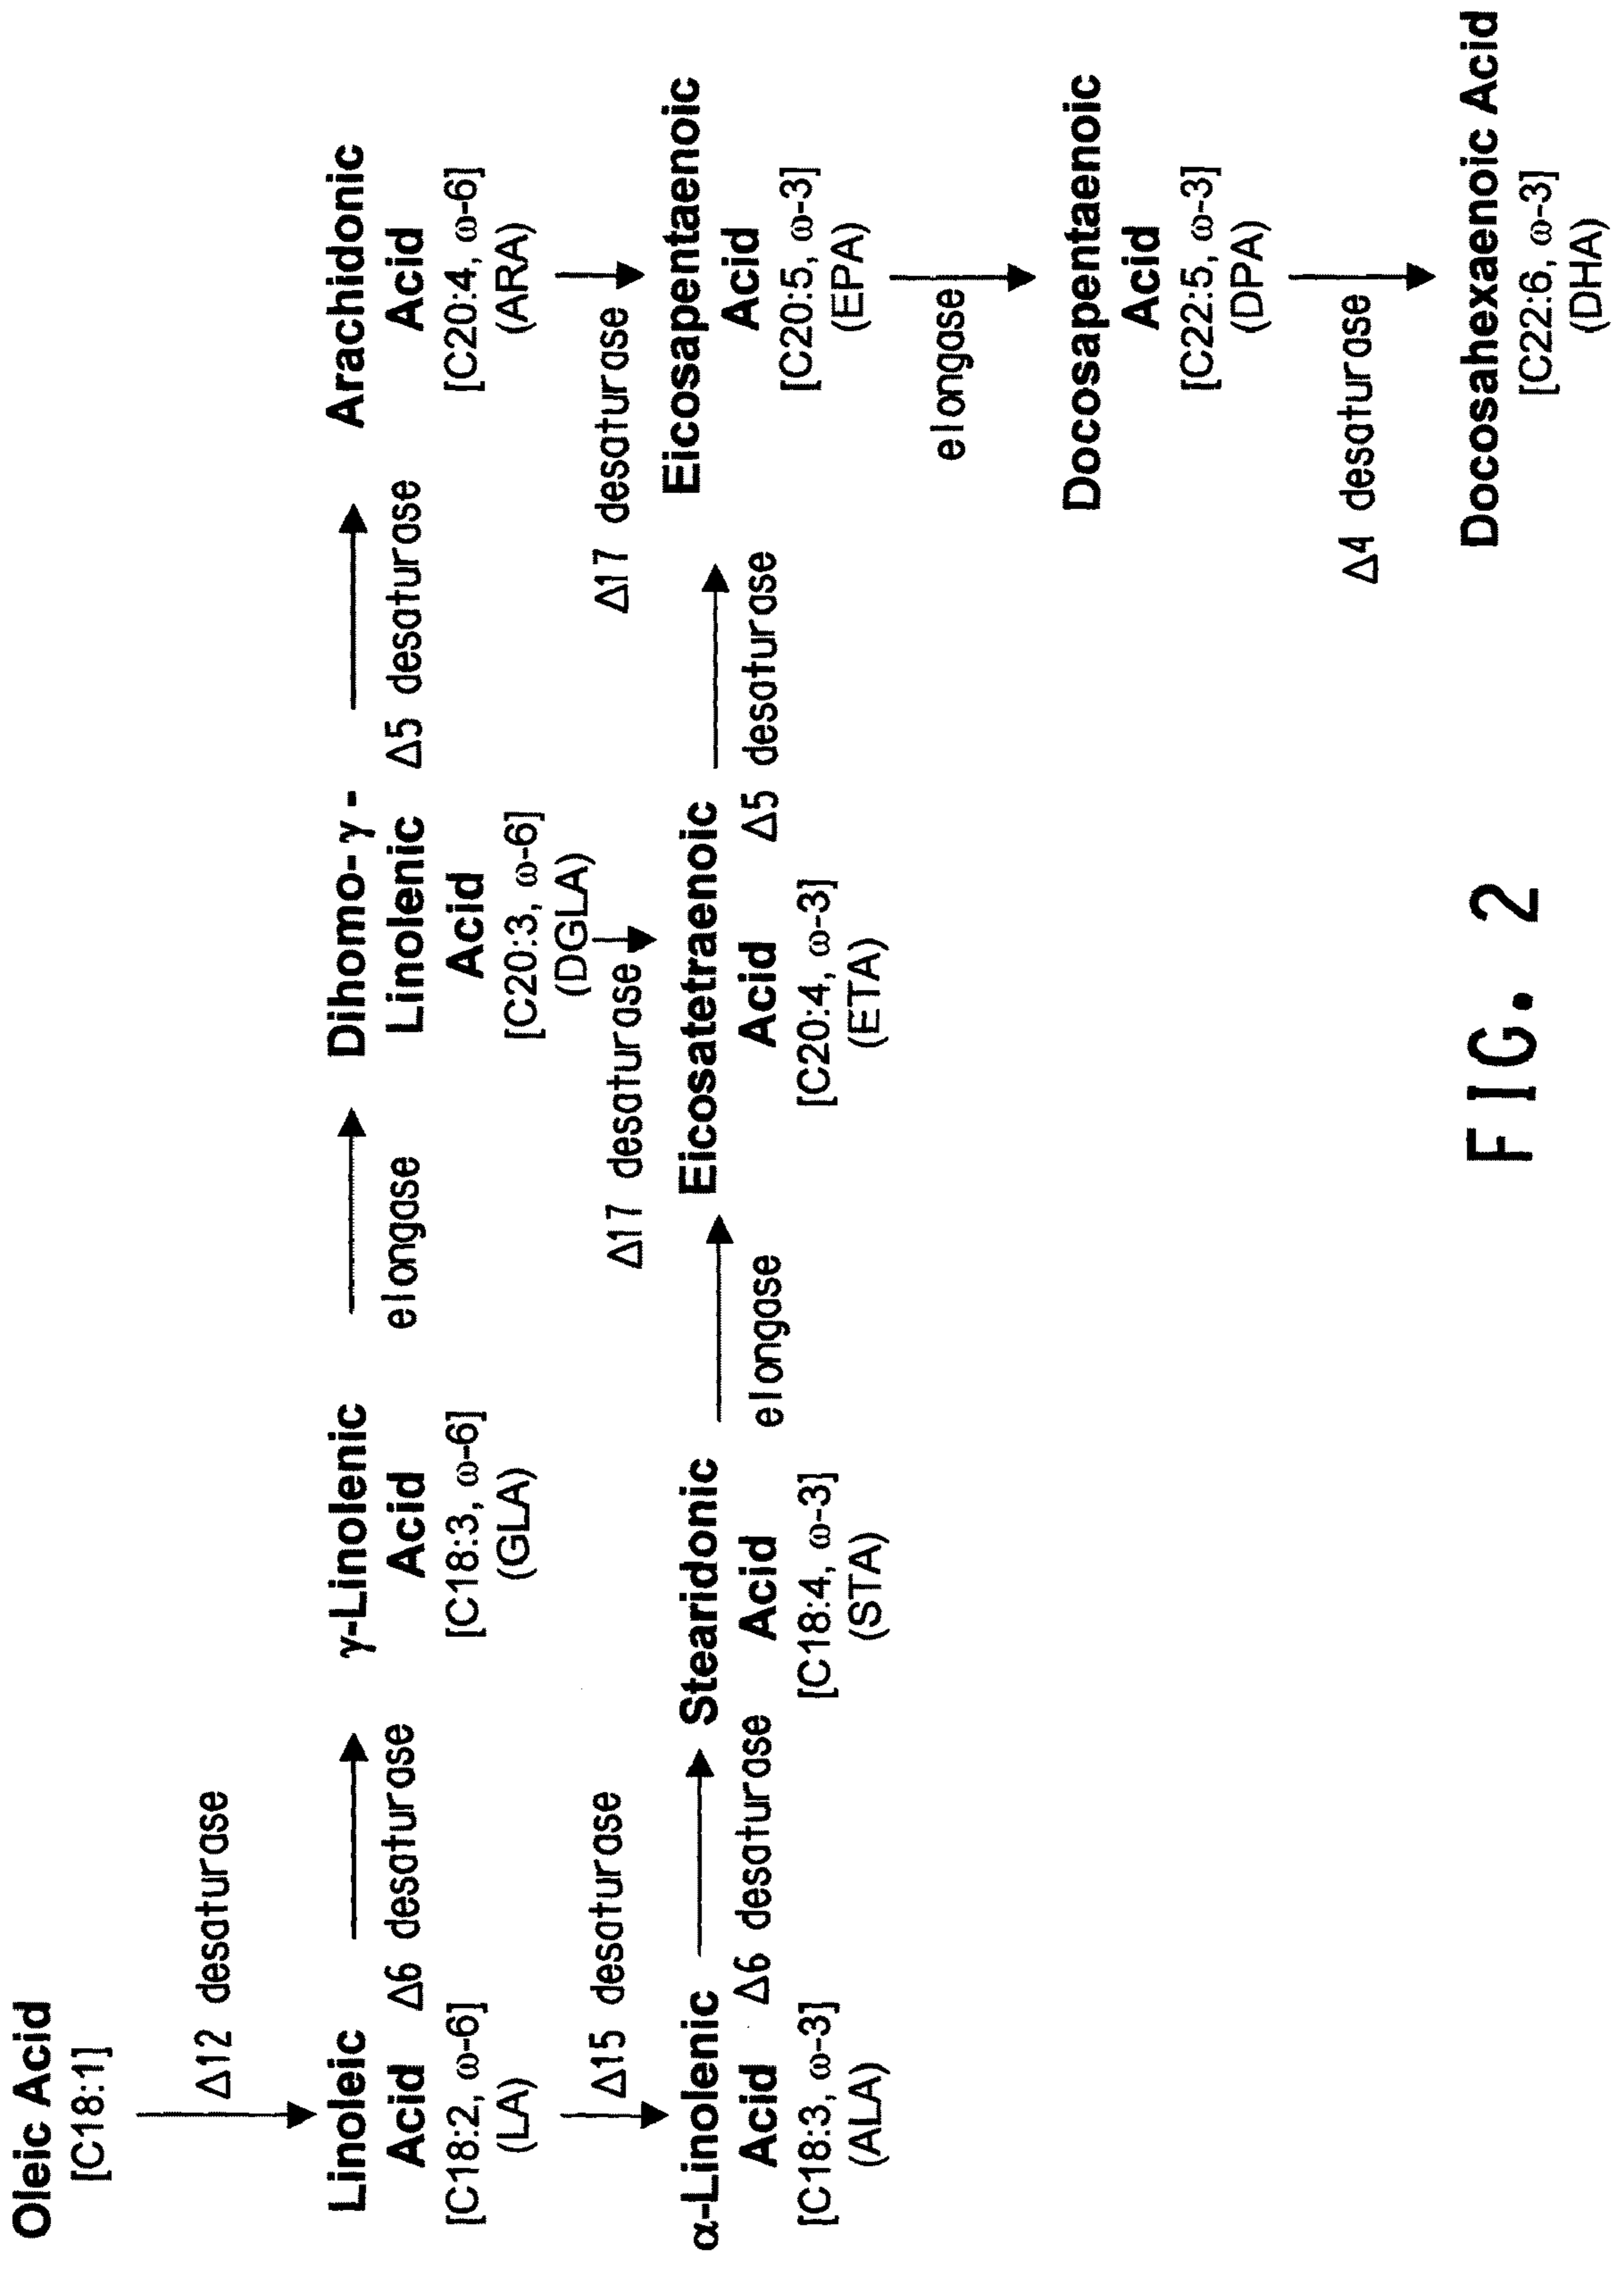 Oleic Acid
[C18:1]
Δ12 desaturase
Linoleic
Acid
[C18:2, ω-6]
(LA)
Δ6 desaturase
γ-Linolenic
Acid
[C18:3, ω-6]
(GLA)
elongase
Dihomo-γ-
Linolenic
Acid
[C20:3, ω-6]
(DGLA)
Δ5 desaturase
Arachidonic
Acid
[C20:4, ω-6]
(ARA)
Δ15 desaturase
Δ17 desaturase
Δ17 desaturase
α-Linolenic
Acid
[C18:3, ω-3]
(ALA)
Δ6 desaturase
Stearidonic
Acid
[C18:4, ω-3]
(STA)
elongase
Eicosatetraenoic
Acid
[C20:4, ω-3]
(ETA)
Δ5 desaturase
Eicosapentaenoic
Acid
[C20:5, ω-3]
(EPA)
elongase
Docosapentaenoic
Acid
[C22:5, ω-3]
(DPA)
Δ4 desaturase
Docosahexaenoic Acid
[C22:6, ω-3]
(DHA)
FIG. 2